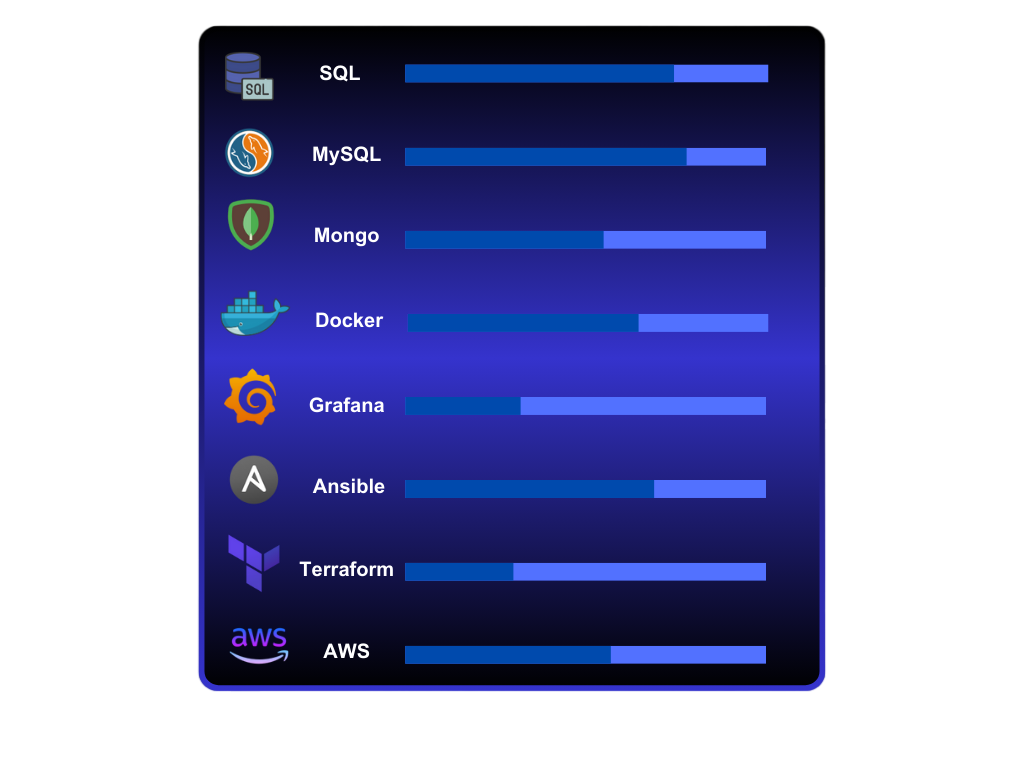 SQL
SQL
MySQL
Mongo
Docker
Grafana
Ansible
Terraform
aws
AWS